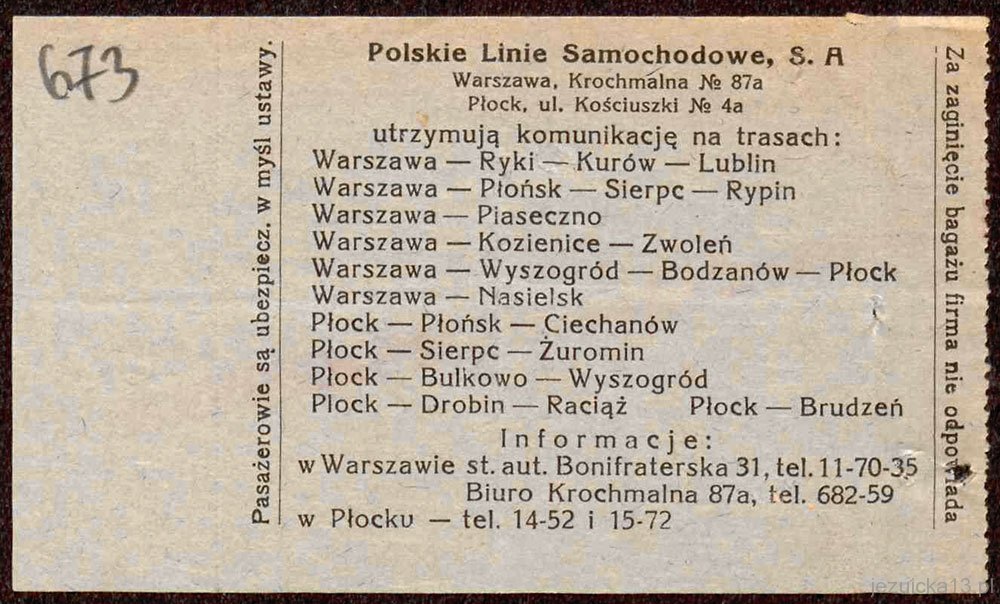 673
Pasażerowie są ubezpiecz. w myśl ustawy.
Polskie Linie Samochodowe, S. A
Warszawa, Krochmalna № 87a
Płock, ul. Kościuszki № 4a
utrzymują komunikację na trasach:
Warszawa — Ryki — Kurów — Lublin
Warszawa — Płońsk — Sierpc — Rypin
Warszawa — Piaseczno
Warszawa — Kozienice — Zwoleń
Warszawa — Wyszogród — Bodzanów — Płock
Warszawa — Nasielsk
Płock — Płońsk — Ciechanów
Płock — Sierpc — Żuromin
Płock — Bulkowo — Wyszogród
Płock — Drobin — Raciąż Płock — Brudzeń
Informacje:
w Warszawie st. aut. Bonifraterska 31, tel. 11-70-35
Biuro Krochmalna 87a, tel. 682-59
w Płocku — tel. 14-52 i 15-72
Za zaginięcie bagażu firma nie odpowiada
jezuicka13.pl